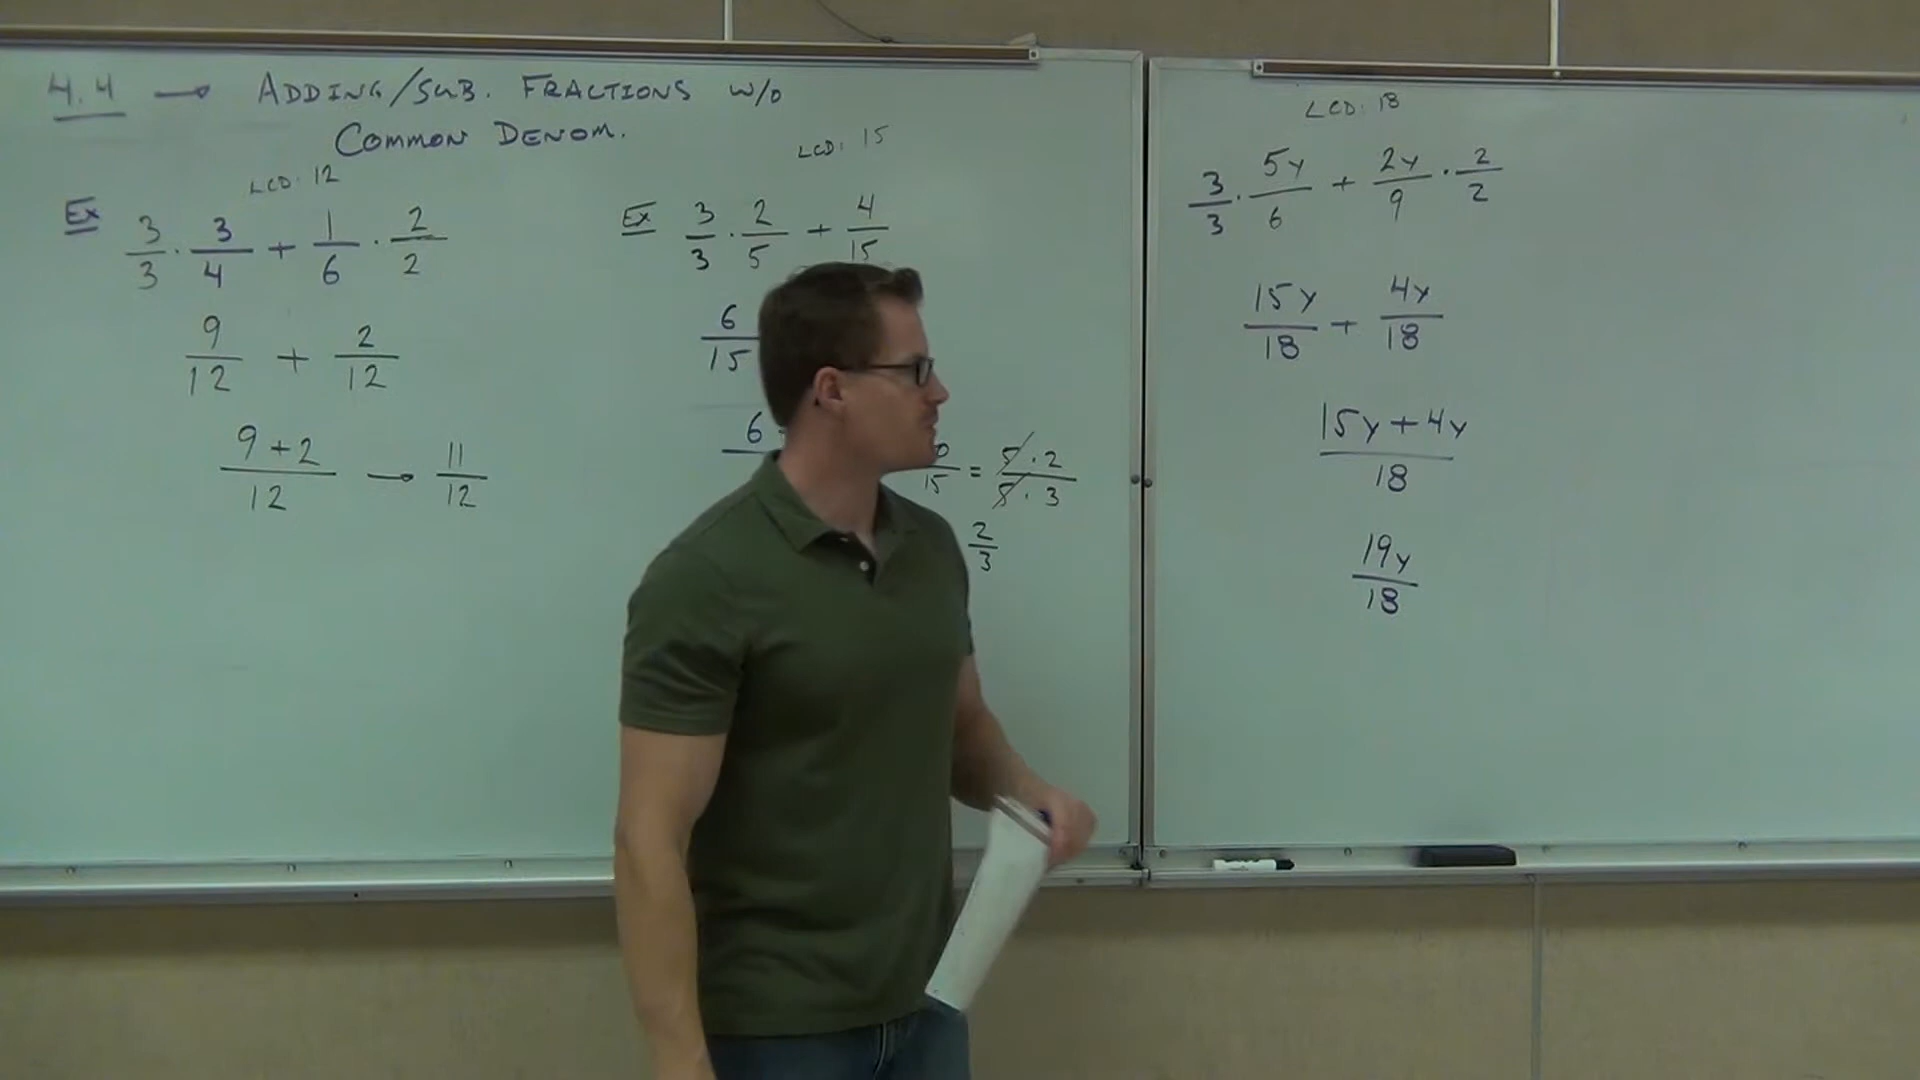 4.4 → ADDING/SUB. FRACTIONS W/O
COMMON DENOM.
LCD: 12
Ex 3/3 · 3/4 + 1/6 · 2/2
9/12 + 2/12
9+2/12 → 11/12
LCD: 15
Ex 3/3 · 2/5 + 4/15
6/15
6
15 = 5·2/5·3
2/3
LCD: 18
3/3 · 5y/6 + 2y/9 · 2/2
15y/18 + 4y/18
15y+4y/18
19y/18